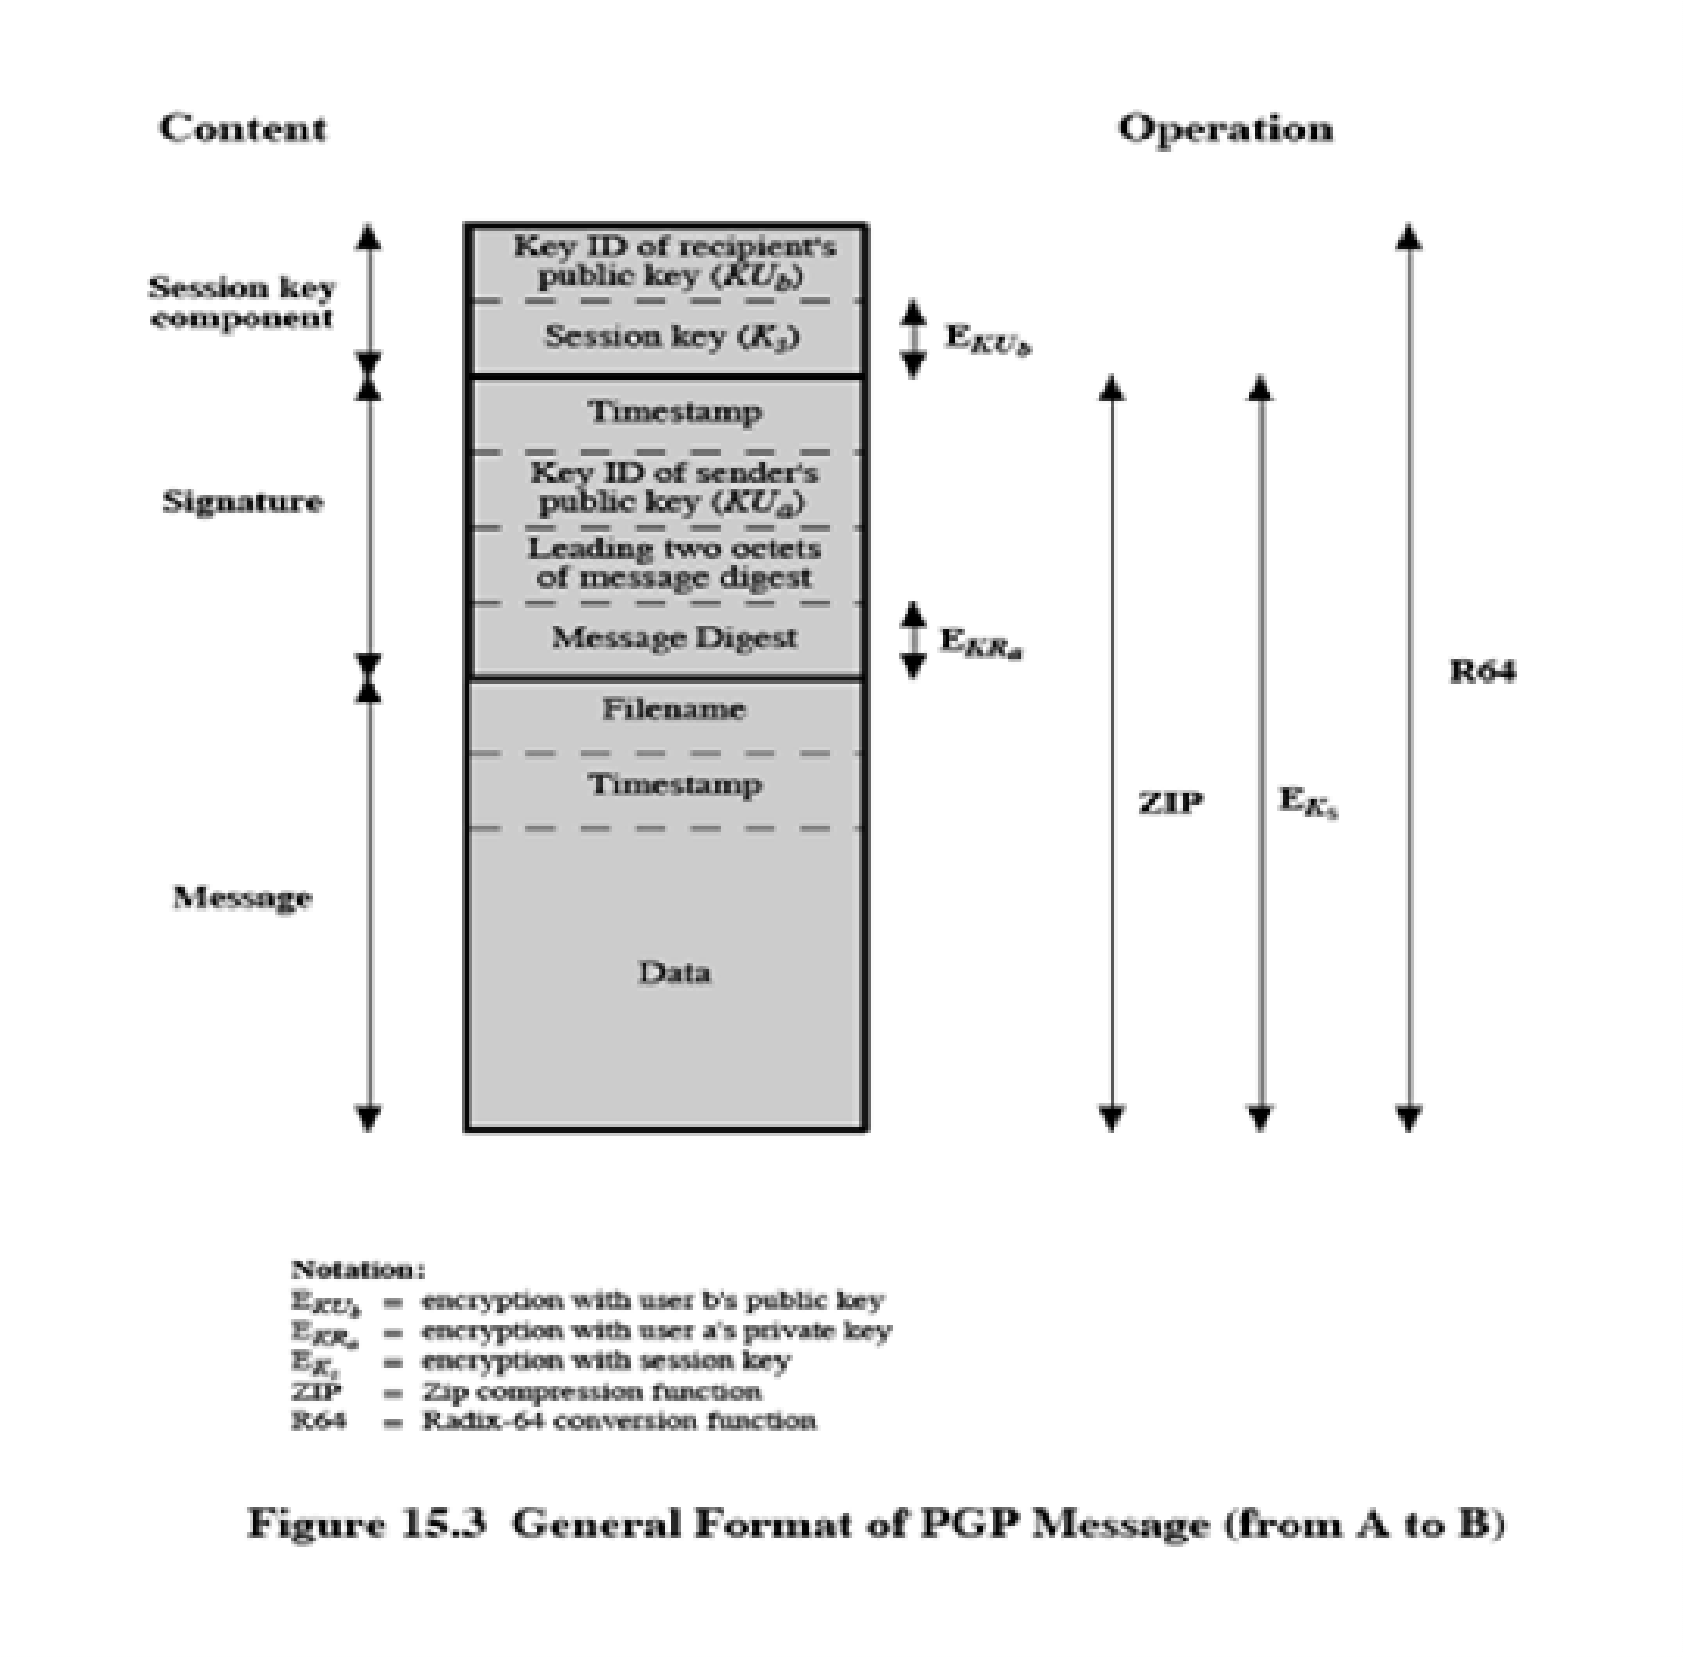 Content
Operation
Session key
component
Key ID of recipient's
public key (KUb)
Session key (Ks)
EKUb
Signature
Timestamp
Key ID of sender's
public key (KUa)
Leading two octets
of message digest
Message Digest
EKRa
R64
Message
Filename
Timestamp
Data
ZIP
EKs
Notation:
EKUb = encryption with user b's public key
EKRa = encryption with user a's private key
EKs = encryption with session key
ZIP = Zip compression function
R64 = Radix-64 conversion function
Figure 15.3 General Format of PGP Message (from A to B)